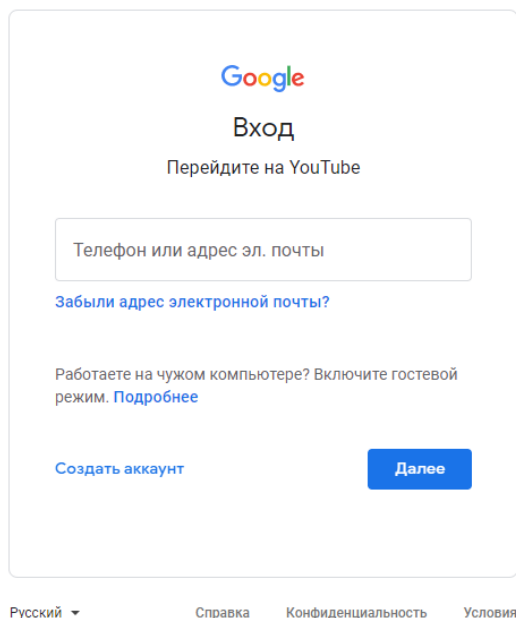 Google
Вход
Перейдите на YouTube
Телефон или адрес эл. почты
Забыли адрес электронной почты?
Работаете на чужом компьютере? Включите гостевой
режим. Подробнее
Создать аккаунт Далее
Русский Справка Конфиденциальность Условия